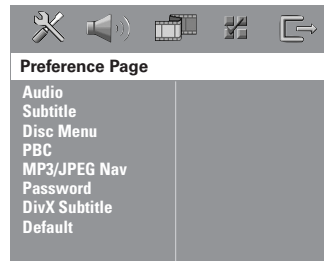 Preference Page
Audio
Subtitle
Disc Menu
PBC
MP3/JPEG Nav
Password
DivX Subtitle
Default